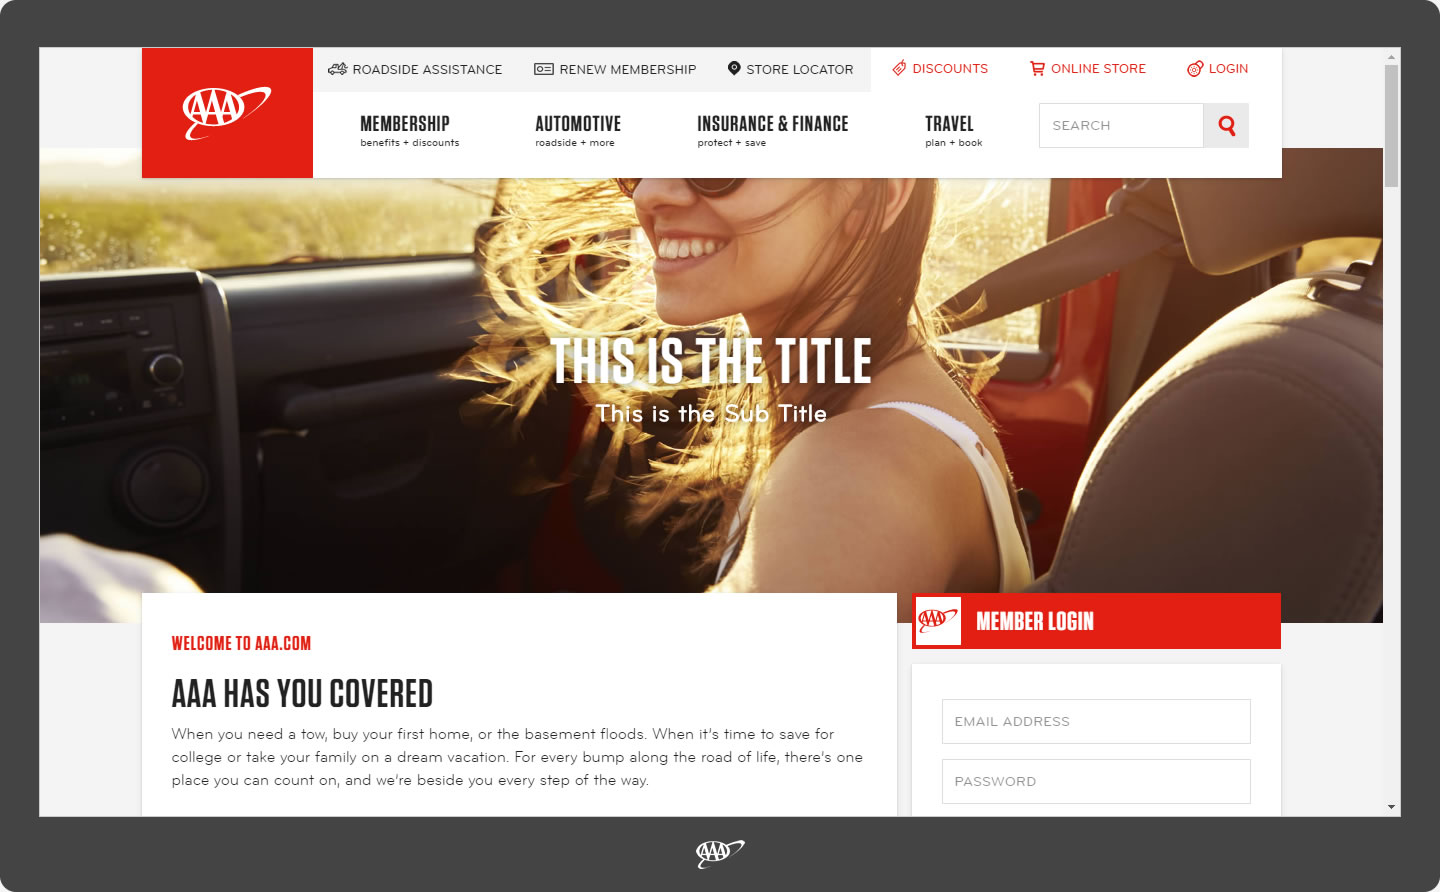 AAA
ROADSIDE ASSISTANCE
RENEW MEMBERSHIP
STORE LOCATOR
DISCOUNTS
ONLINE STORE
LOGIN
MEMBERSHIP
benefits + discounts
AUTOMOTIVE
roadside + more
INSURANCE & FINANCE
protect + save
TRAVEL
plan + book
SEARCH
THIS IS THE TITLE
This is the Sub Title
WELCOME TO AAA.COM
AAA HAS YOU COVERED
When you need a tow, buy your first home, or the basement floods. When it's time to save for
college or take your family on a dream vacation. For every bump along the road of life, there's one
place you can count on, and we're beside you every step of the way.
AAA
MEMBER LOGIN
EMAIL ADDRESS
PASSWORD
AAA